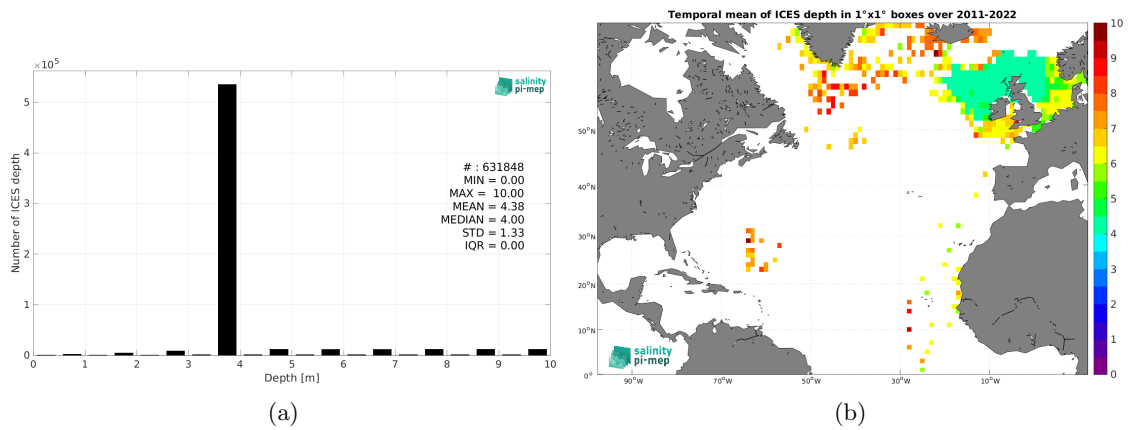 ×10⁵
5
4
3
2
1
0
Number of ICES depth
salinity
pi-mep
# : 631848
MIN = 0.00
MAX = 10.00
MEAN = 4.38
MEDIAN = 4.00
STD = 1.33
IQR = 0.00
0 1 2 3 4 5 6 7 8 9 10
Depth [m]
(a)
Temporal mean of ICES depth in 1°x1° boxes over 2011-2022
50°N
40°N
30°N
20°N
10°N
0°
90°W 70°W 50°W 30°W 10°W
salinity
pi-mep
10
9
8
7
6
5
4
3
2
1
0
(b)